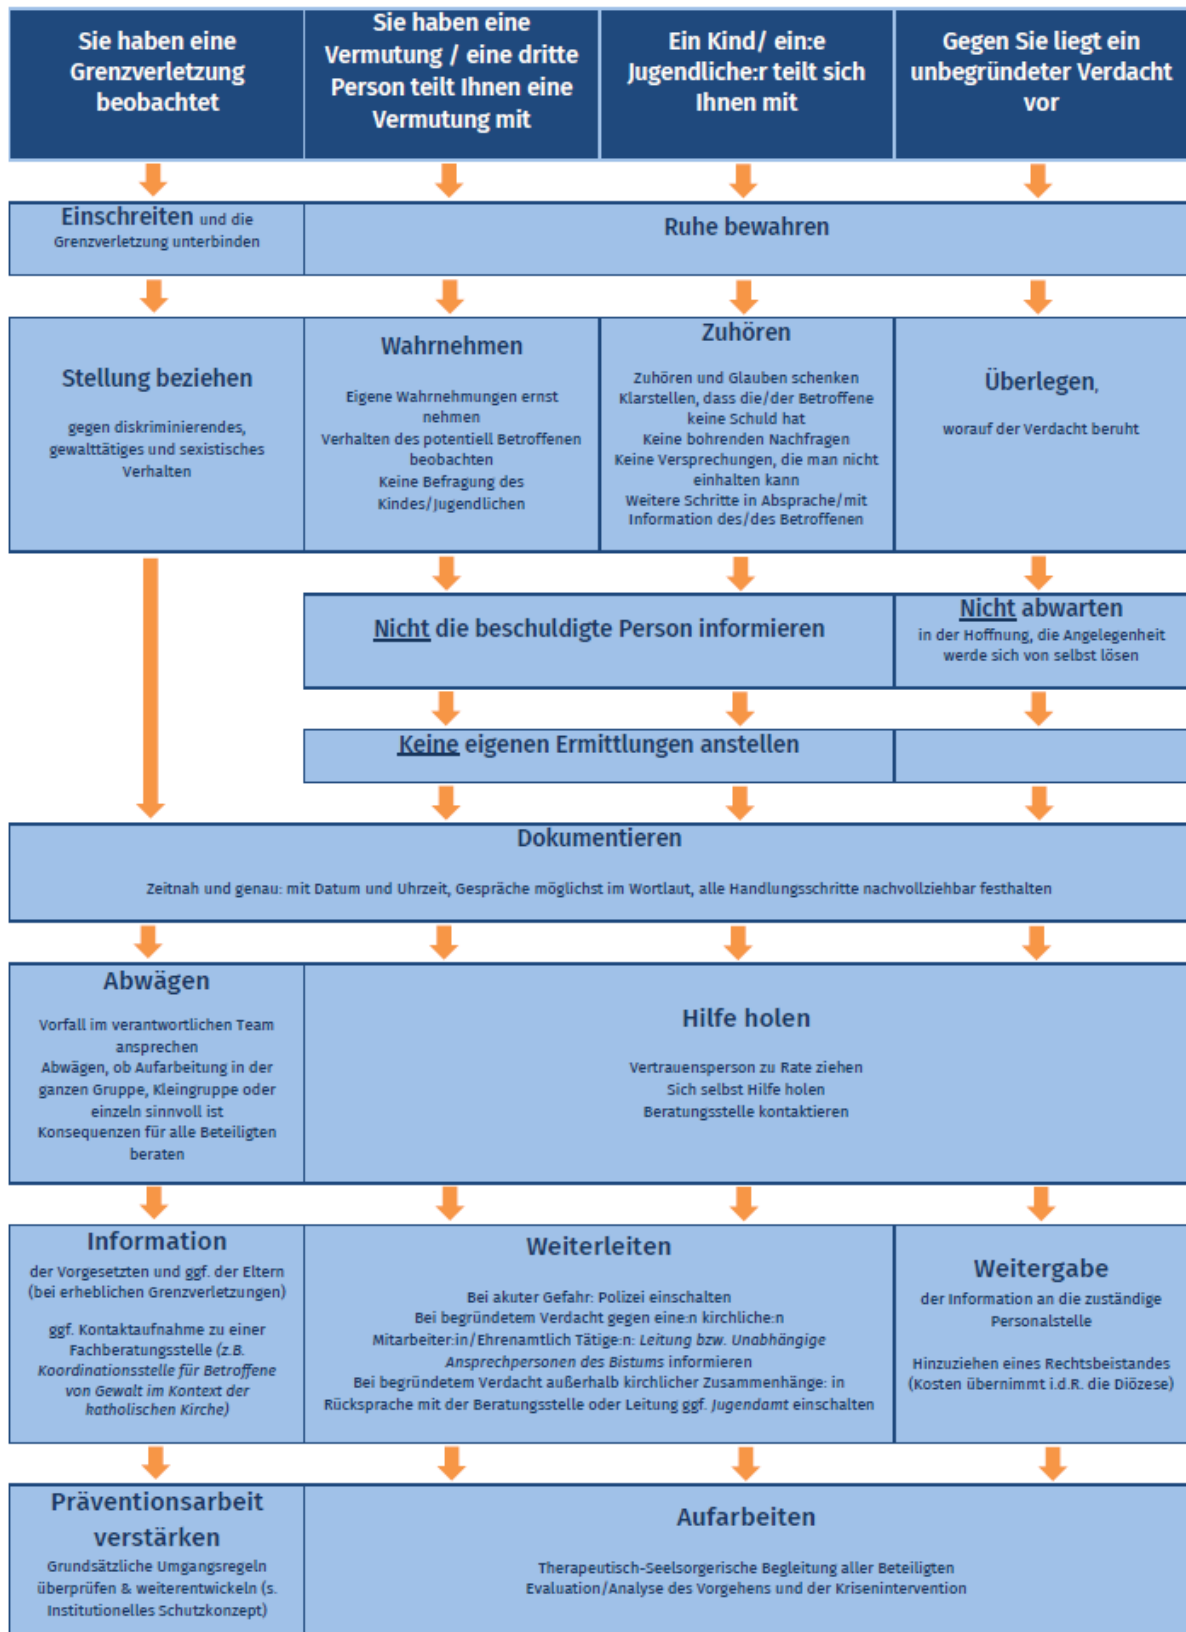 Sie haben eine
Grenzverletzung
beobachtet
Sie haben eine
Vermutung / eine dritte
Person teilt Ihnen eine
Vermutung mit
Ein Kind/ ein:e
Jugendliche:r teilt sich
Ihnen mit
Gegen Sie liegt ein
unbegründeter Verdacht
vor
Einschreiten und die
Grenzverletzung unterbinden
Ruhe bewahren
Stellung beziehen
gegen diskriminierendes,
gewalttätiges und sexistisches
Verhalten
Wahrnehmen
Eigene Wahrnehmungen ernst
nehmen
Verhalten des potentiell Betroffenen
beobachten
Keine Befragung des
Kindes/Jugendlichen
Zuhören
Zuhören und Glauben schenken
Klarstellen, dass die/der Betroffene
keine Schuld hat
Keine bohrenden Nachfragen
Keine Versprechungen, die man nicht
einhalten kann
Weitere Schritte in Absprache/mit
Information des/des Betroffenen
Überlegen,
worauf der Verdacht beruht
Nicht die beschuldigte Person informieren
Nicht abwarten
in der Hoffnung, die Angelegenheit
werde sich von selbst lösen
Keine eigenen Ermittlungen anstellen
Dokumentieren
Zeitnah und genau: mit Datum und Uhrzeit, Gespräche möglichst im Wortlaut, alle Handlungsschritte nachvollziehbar festhalten
Abwägen
Vorfall im verantwortlichen Team
ansprechen
Abwägen, ob Aufarbeitung in der
ganzen Gruppe, Kleingruppe oder
einzeln sinnvoll ist
Konsequenzen für alle Beteiligten
beraten
Hilfe holen
Vertrauensperson zu Rate ziehen
Sich selbst Hilfe holen
Beratungsstelle kontaktieren
Information
der Vorgesetzten und ggf. der Eltern
(bei erheblichen Grenzverletzungen)
ggf. Kontaktaufnahme zu einer
Fachberatungsstelle (z.B.
Koordinationsstelle für Betroffene
von Gewalt im Kontext der
katholischen Kirche)
Weiterleiten
Bei akuter Gefahr: Polizei einschalten
Bei begründetem Verdacht gegen eine:n kirchliche:n
Mitarbeiter:in/Ehrenamtlich Tätige:n: Leitung bzw. Unabhängige
Ansprechpersonen des Bistums informieren
Bei begründetem Verdacht außerhalb kirchlicher Zusammenhänge: in
Rücksprache mit der Beratungsstelle oder Leitung ggf. Jugendamt einschalten
Weitergabe
der Information an die zuständige
Personalstelle
Hinzuziehen eines Rechtsbeistandes
(Kosten übernimmt i.d.R. die Diözese)
Präventionsarbeit
verstärken
Grundsätzliche Umgangsregeln
überprüfen & weiterentwickeln (s.
Institutionelles Schutzkonzept)
Aufarbeiten
Therapeutisch-Seelsorgerische Begleitung aller Beteiligten
Evaluation/Analyse des Vorgehens und der Krisenintervention